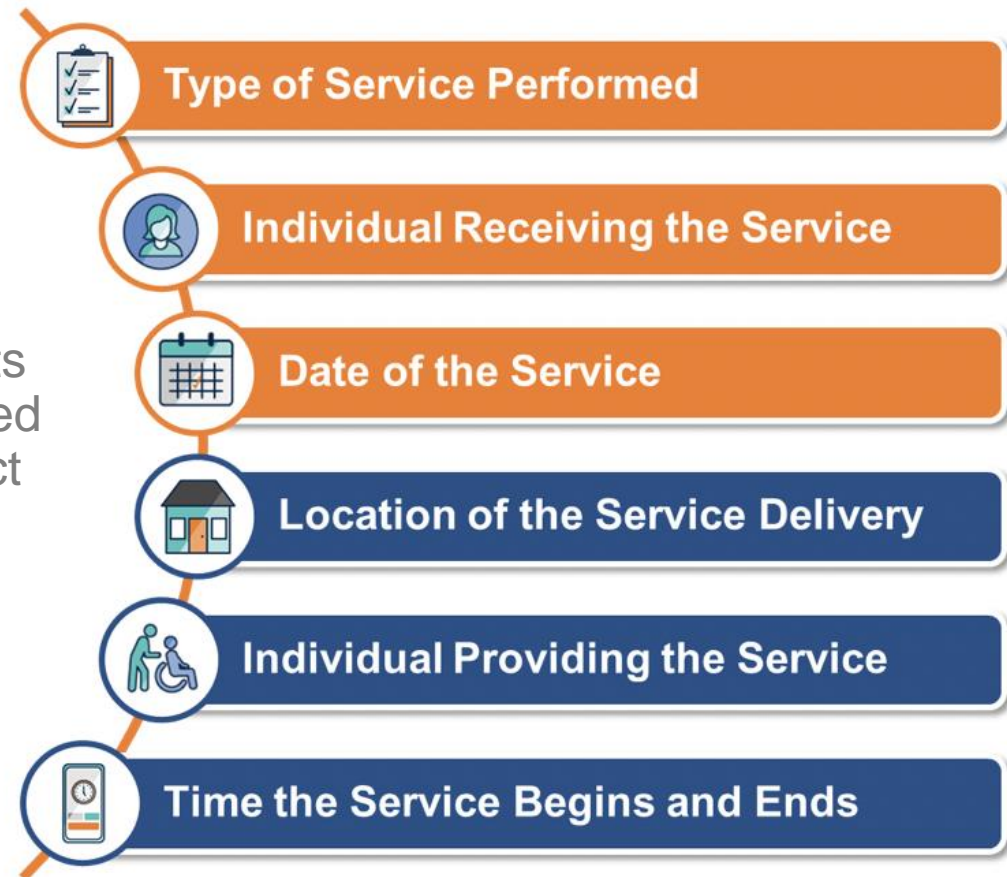 Type of Service Performed
Individual Receiving the Service
Date of the Service
Location of the Service Delivery
Individual Providing the Service
Time the Service Begins and Ends